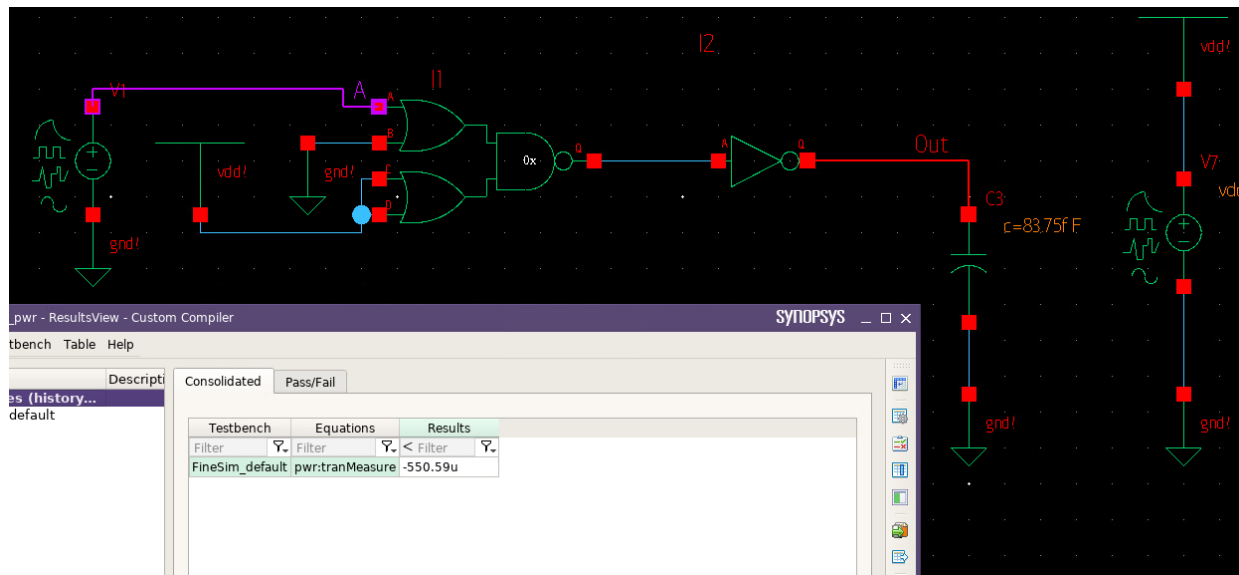 I2
vdd!
V1
A
I1
A
B
C
D
0x
Q
A
Q
Out
vdd!
gnd!
V7
C3
c=83.75f F
gnd!
_pwr - ResultsView - Custom Compiler
SYNOPSYS
tbench Table Help
Descripti
Consolidated
Pass/Fail
es (history...
default
gnd!
gnd!
Testbench
Equations
Results
Filter
Filter
< Filter
FineSim_default
pwr:tranMeasure
-550.59u